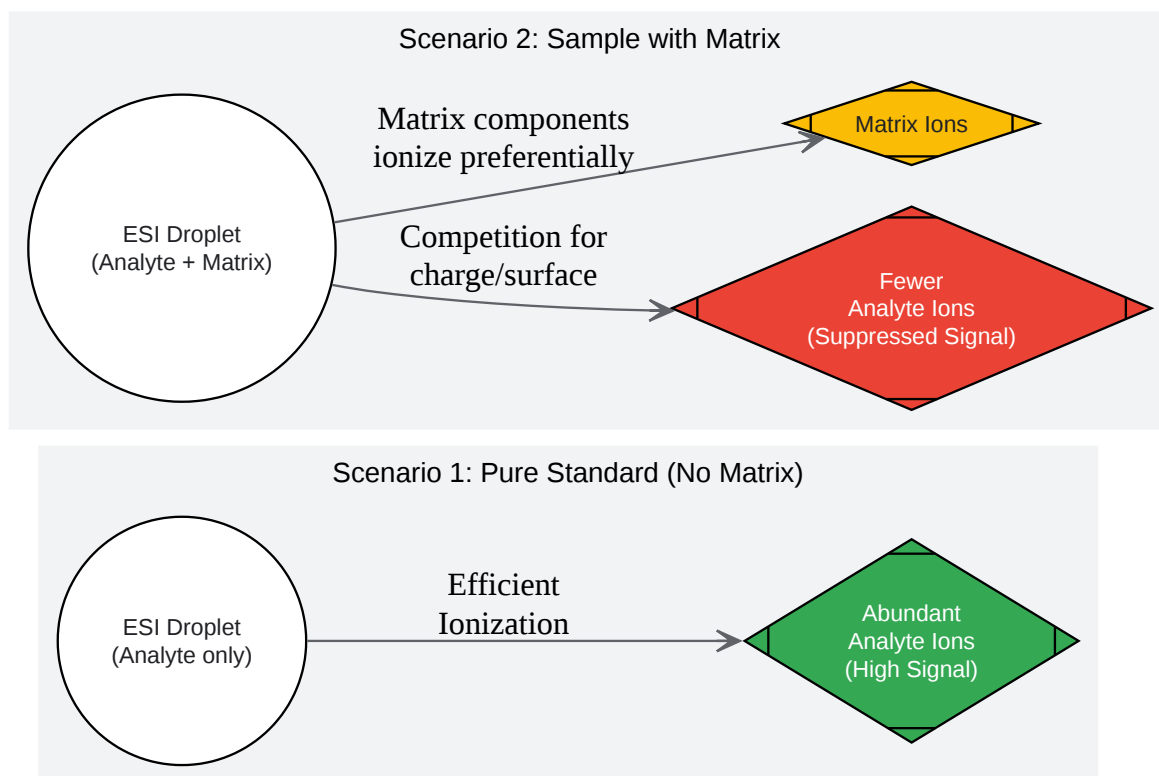 Scenario 2: Sample with Matrix
Matrix components
ionize preferentially
Matrix Ions
ESI Droplet
(Analyte + Matrix)
Competition for
charge/surface
Fewer
Analyte Ions
(Suppressed Signal)
Scenario 1: Pure Standard (No Matrix)
ESI Droplet
(Analyte only)
Efficient
Ionization
Abundant
Analyte Ions
(High Signal)